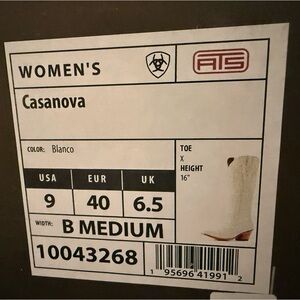 WOMEN'S
ATS
Casanova
COLOR: Blanco
TOE
X
HEIGHT
16"
USA EUR UK
9 40 6.5
WIDTH: B MEDIUM
10043268
1 95696 41991 2